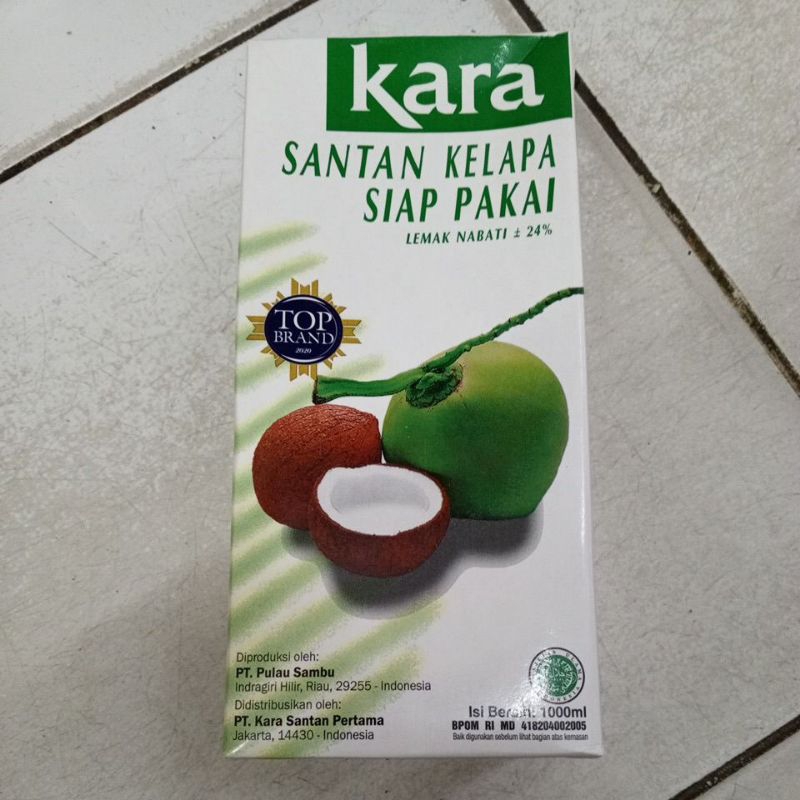 kara
SANTAN KELAPA
SIAP PAKAI
LEMAK NABATI ± 24%
TOP
BRAND
2020
Diproduksi oleh:
PT. Pulau Sambu
Indragiri Hilir, Riau, 29255 - Indonesia
Didistribusikan oleh:
PT. Kara Santan Pertama
Jakarta, 14430 - Indonesia
Isi Bersih: 1000ml
BPOM RI MD 418204002005
Baik digunakan sebelum lihat bagian atas kemasan